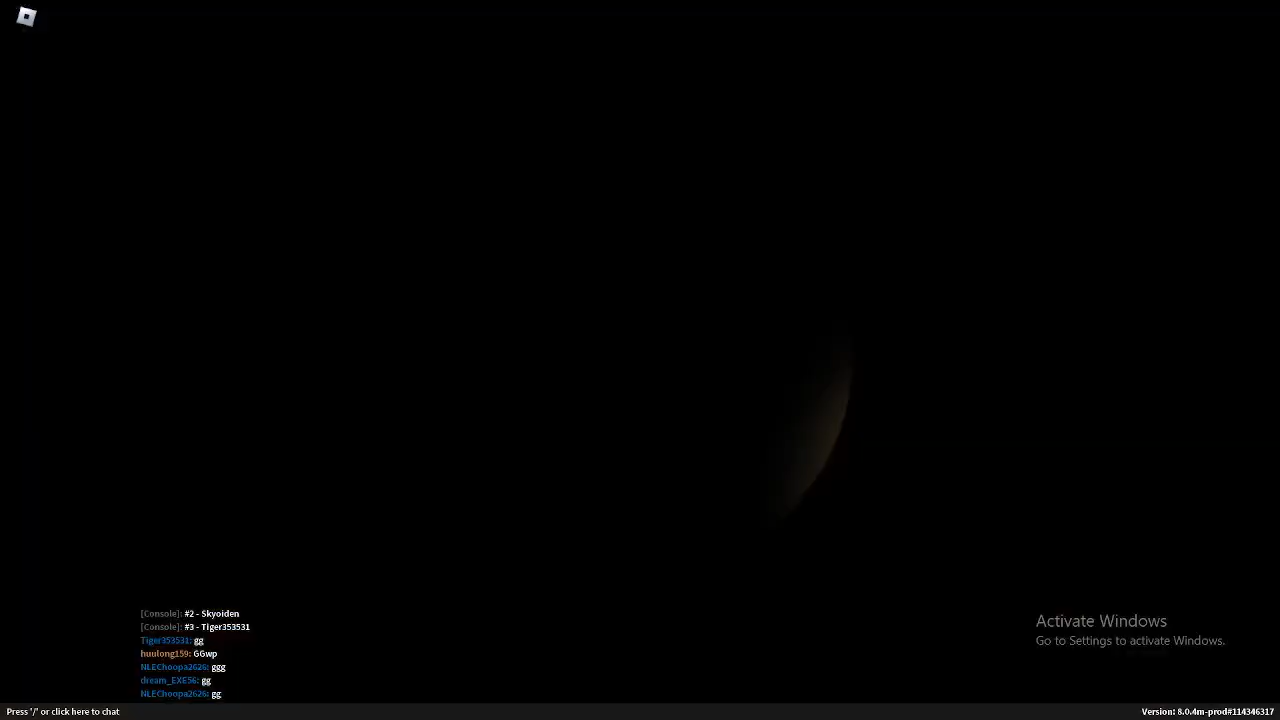 [Console]: #2 - Skyoiden
[Console]: #3 - Tiger353531
Tiger353531: gg
huulong159: GGwp
NLEChoopa2626: ggg
dream_EXE56: gg
NLEChoopa2626: gg
Activate Windows
Go to Settings to activate Windows.
Press '/' or click here to chat
Version: 8.0.4m-prod#114346317